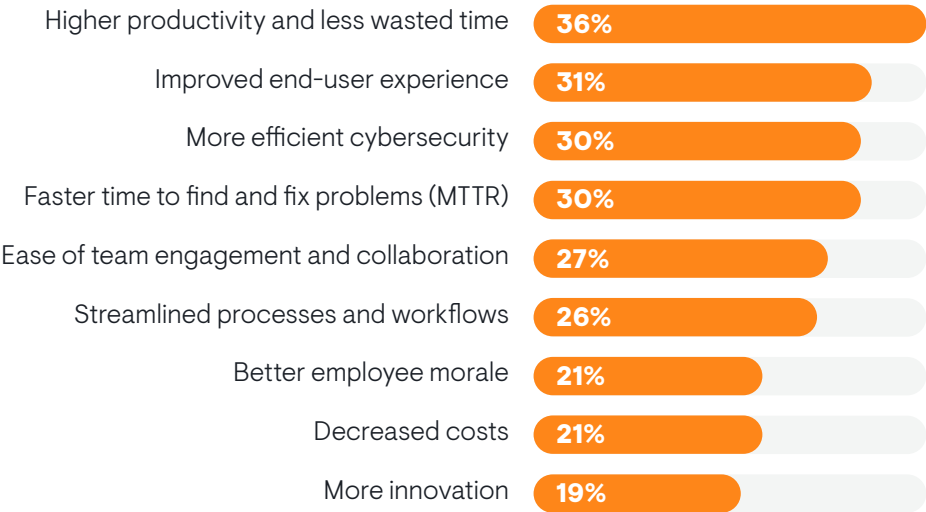 Higher productivity and less wasted time 36%
Improved end-user experience 31%
More efficient cybersecurity 30%
Faster time to find and fix problems (MTTR) 30%
Ease of team engagement and collaboration 27%
Streamlined processes and workflows 26%
Better employee morale 21%
Decreased costs 21%
More innovation 19%